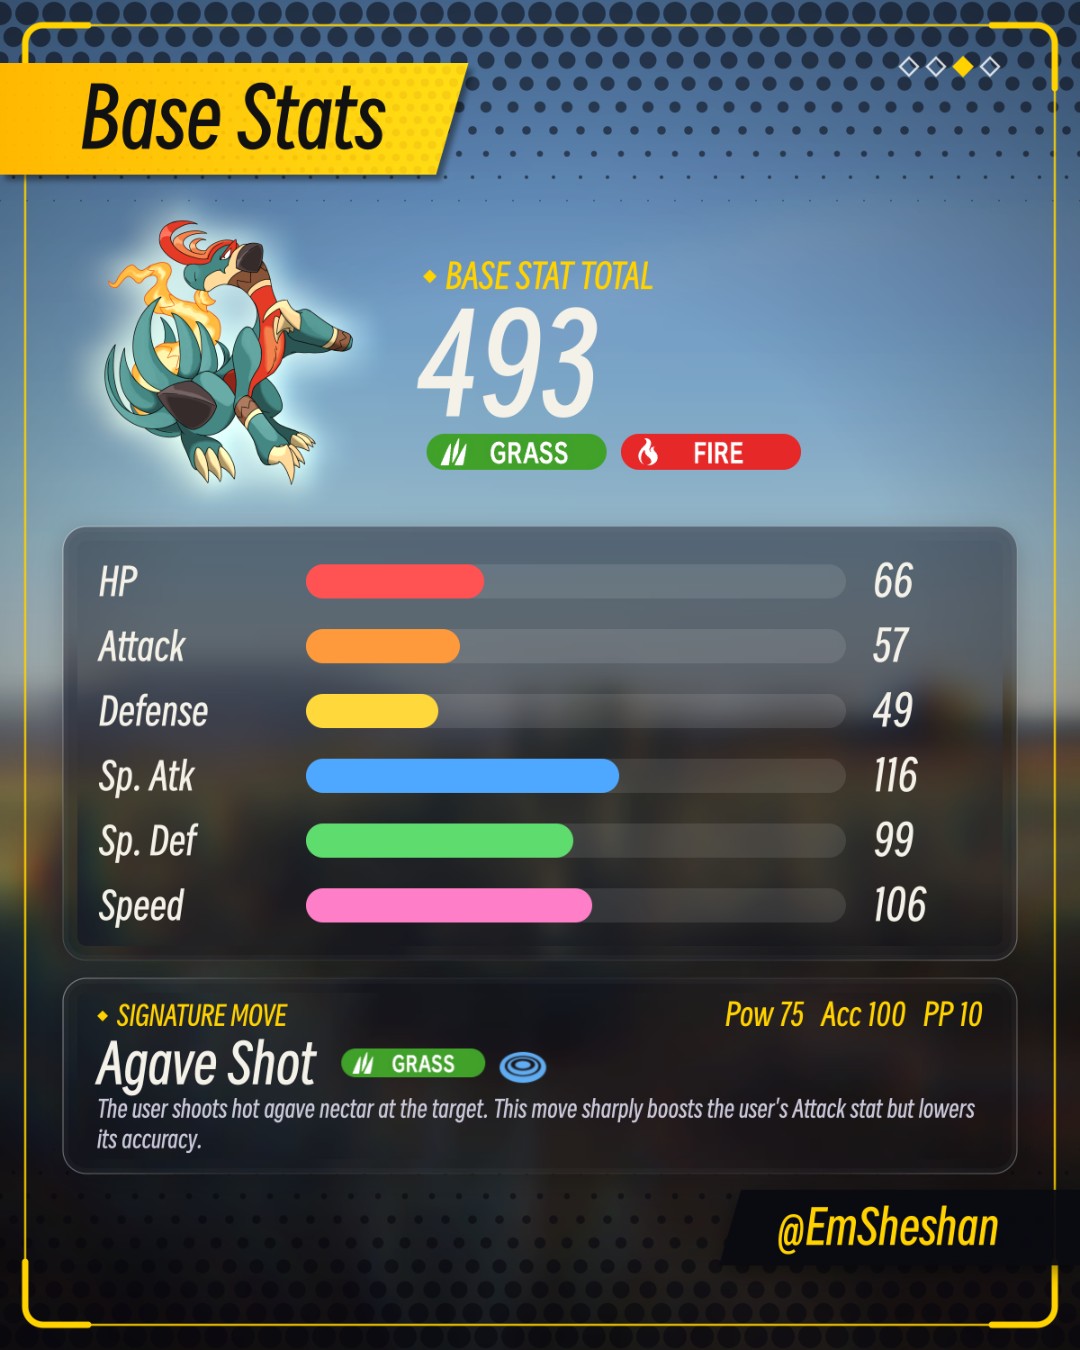 Base Stats
BASE STAT TOTAL
493
GRASS FIRE
HP 66
Attack 57
Defense 49
Sp. Atk 116
Sp. Def 99
Speed 106
SIGNATURE MOVE Pow 75 Acc 100 PP 10
Agave Shot GRASS
The user shoots hot agave nectar at the target. This move sharply boosts the user's Attack stat but lowers
its accuracy.
@EmSheshan